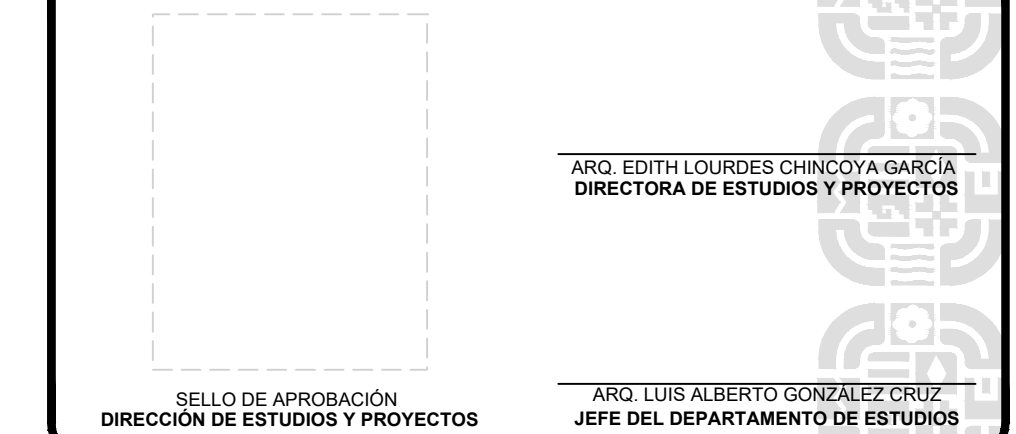 ARQ. EDITH LOURDES CHINCOYA GARCÍA
DIRECTORA DE ESTUDIOS Y PROYECTOS
SELLO DE APROBACIÓN
DIRECCIÓN DE ESTUDIOS Y PROYECTOS
ARQ. LUIS ALBERTO GONZÁLEZ CRUZ
JEFE DEL DEPARTAMENTO DE ESTUDIOS